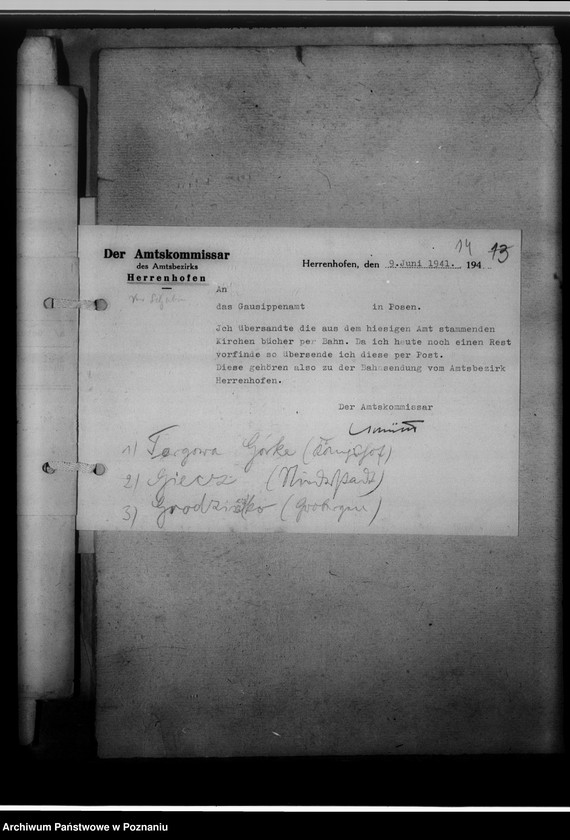 14 13
Der Amtskommissar
des Amtsbezirks
Herrenhofen
Herrenhofen, den 9.Juni 1941. 194
An
das Gausippenamt in Posen.
Jch übersandte die aus dem hiesigen Amt stammenden
Kirchen bücher per Bahn. Da ich heute noch einen Rest
vorfinde so übersende ich diese per Post.
Diese gehören also zu der Bahnsendung vom Amtsbezirk
Herrenhofen.
Der Amtskommissar
1) Targowa Górka (Königshof)
2) Giecz
3) Grodziszko
Archiwum Państwowe w Poznaniu